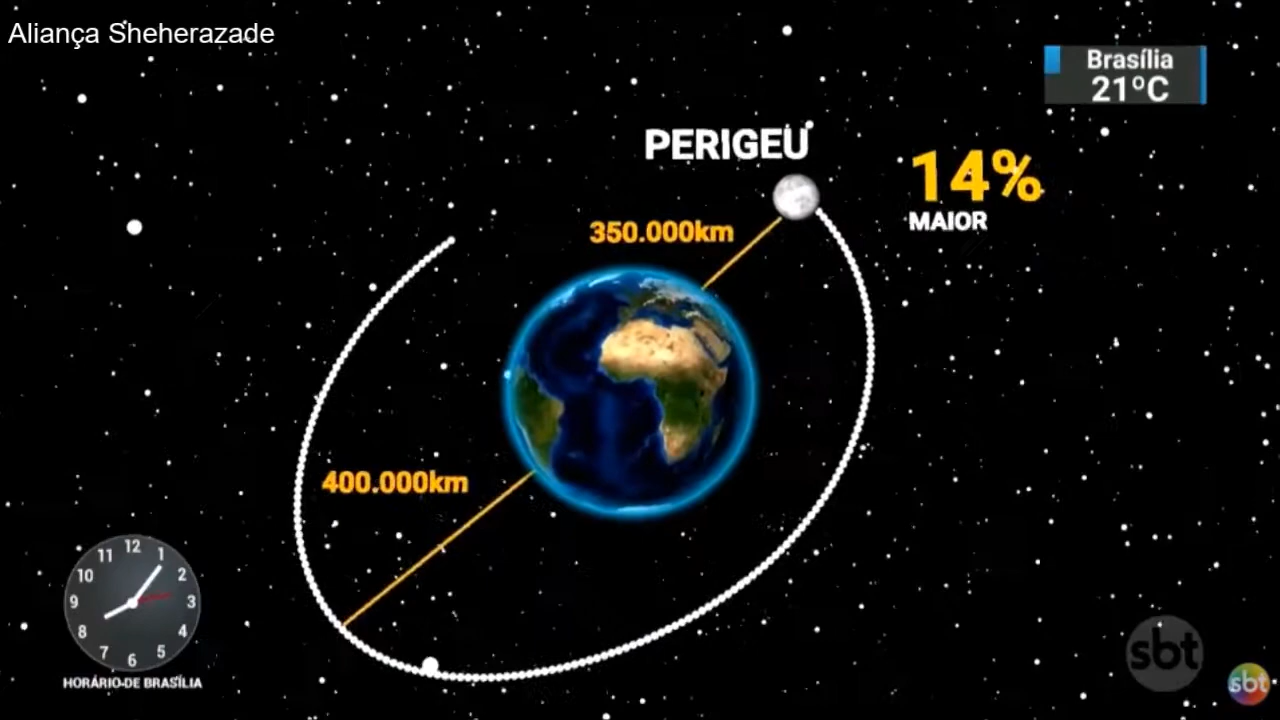 Aliança Sheherazade
Brasília
21ºC
PERIGEU
14%
MAIOR
350.000km
400.000km
12
11
1
10
2
9
3
8
4
7
5
6
HORÁRIO DE BRASÍLIA
sbt
sbt